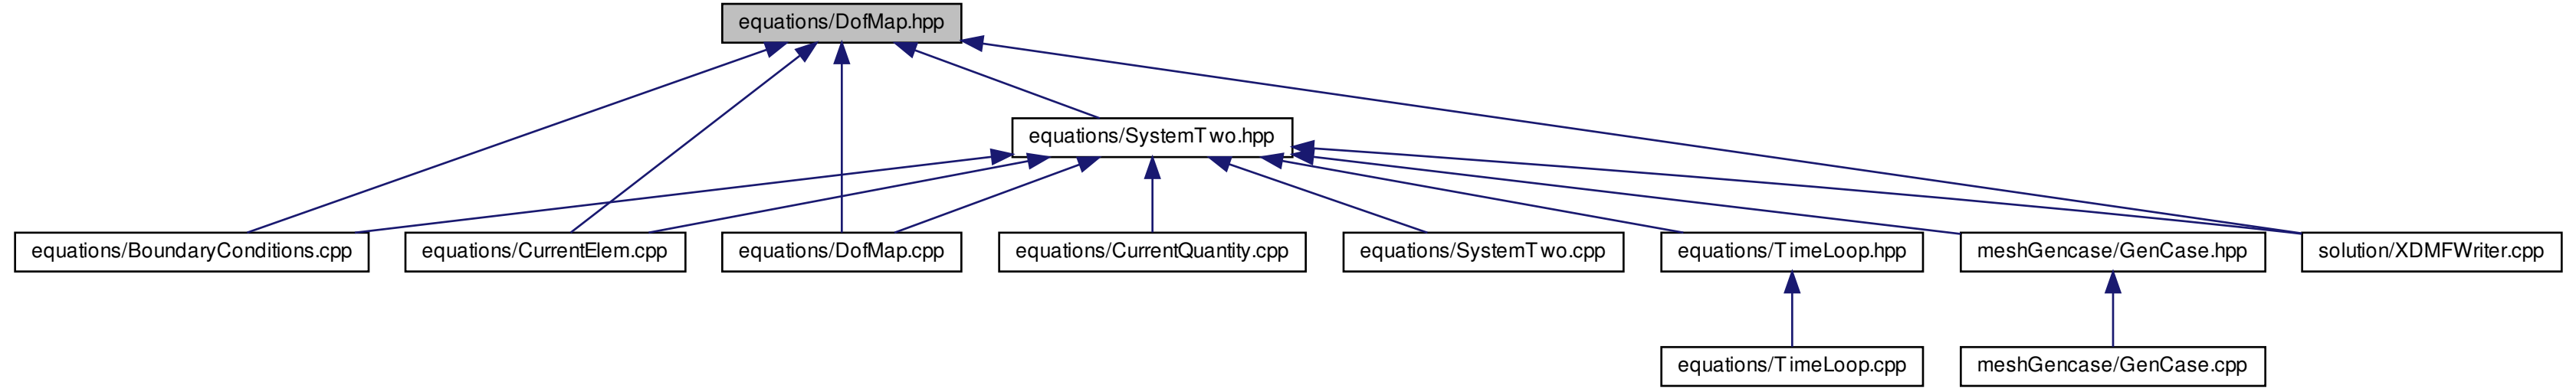 equations/DofMap.hpp
equations/SystemTwo.hpp
equations/BoundaryConditions.cpp
equations/CurrentElem.cpp
equations/DofMap.cpp
equations/CurrentQuantity.cpp
equations/SystemTwo.cpp
equations/TimeLoop.hpp
meshGencase/GenCase.hpp
solution/XDMFWriter.cpp
equations/TimeLoop.cpp
meshGencase/GenCase.cpp